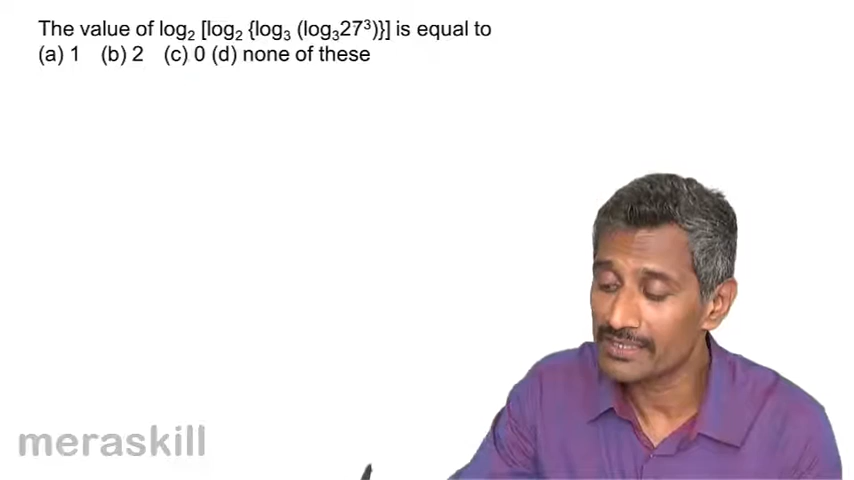 The value of log₂ [log₂ {log₃ (log₃27³)}] is equal to
(a) 1 (b) 2 (c) 0 (d) none of these
meraskill